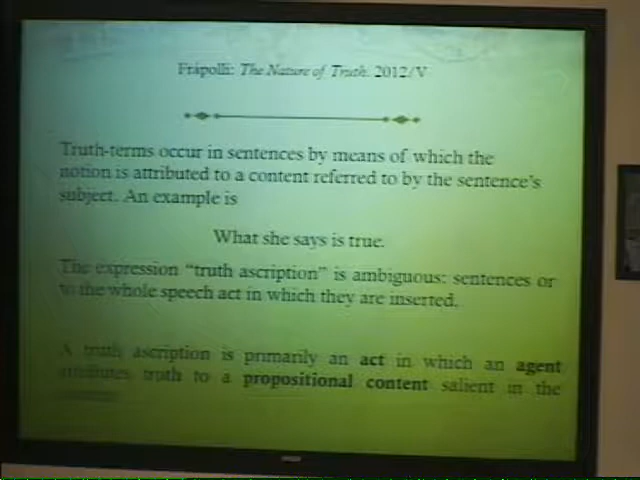 Frápolli: The Nature of Truth. 2012/V
Truth-terms occur in sentences by means of which the
notion is attributed to a content referred to by the sentence's
subject. An example is
What she says is true.
The expression "truth ascription" is ambiguous: sentences or
to the whole speech act in which they are inserted.
A truth ascription is primarily an act in which an agent
attributes truth to a propositional content salient in the